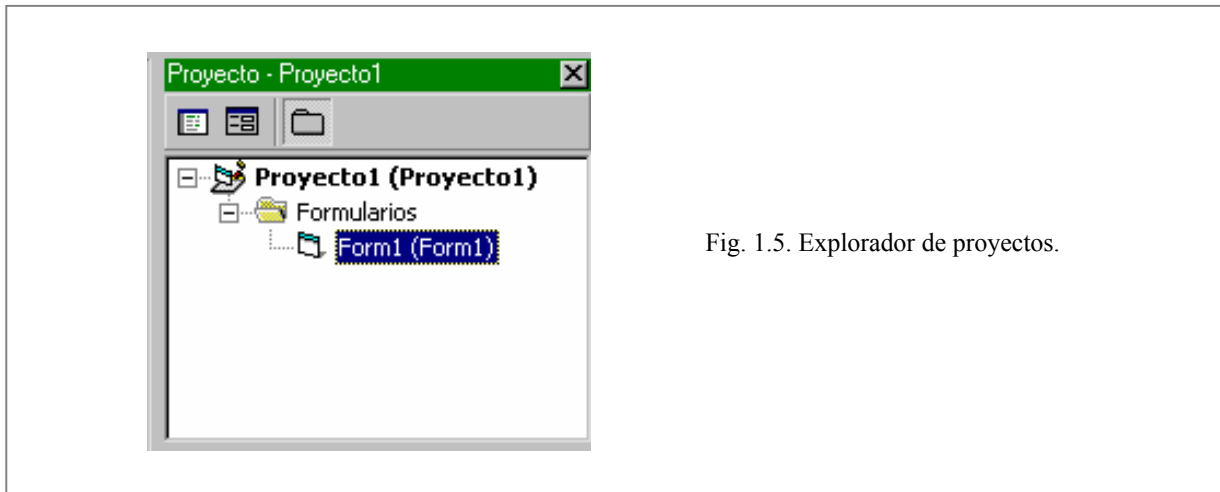 Proyecto - Proyecto1
Proyecto1 (Proyecto1)
Formularios
Form1 (Form1)
Fig. 1.5. Explorador de proyectos.